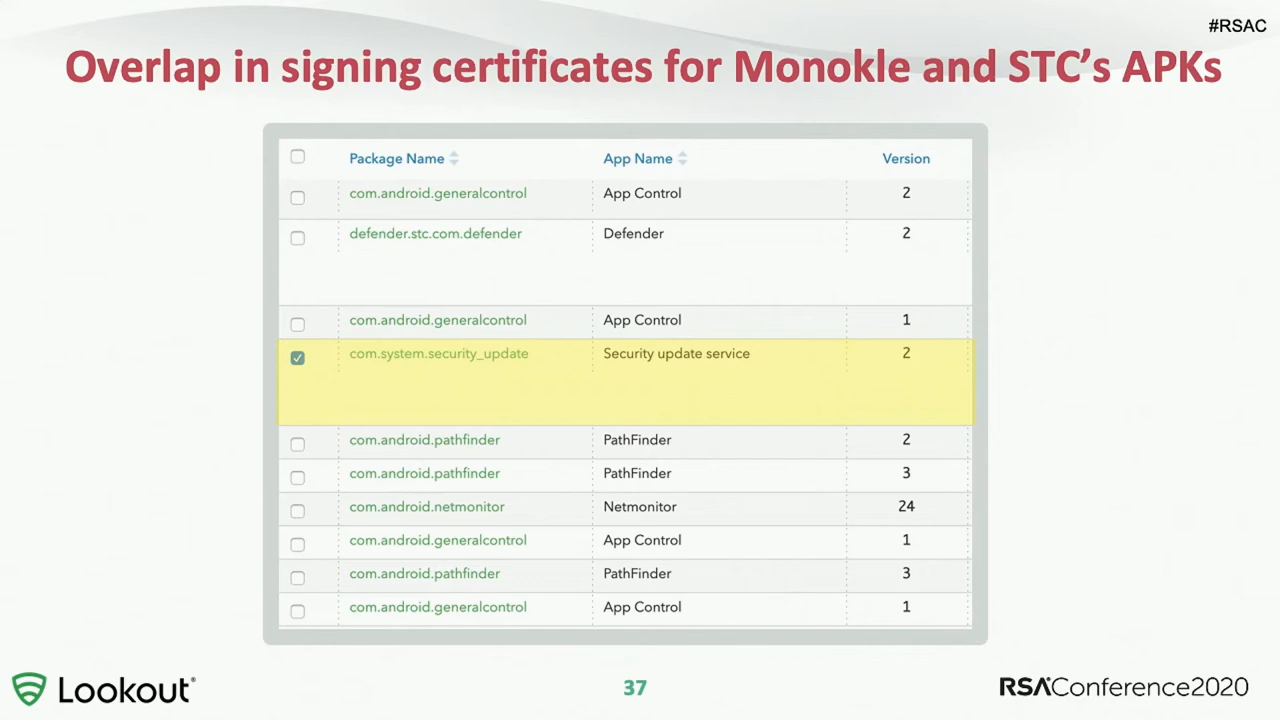 #RSAC
Overlap in signing certificates for Monokle and STC's APKs
Package Name App Name Version
com.android.generalcontrol App Control 2
defender.stc.com.defender Defender 2
com.android.generalcontrol App Control 1
com.system.security_update Security update service 2
com.android.pathfinder PathFinder 2
com.android.pathfinder PathFinder 3
com.android.netmonitor Netmonitor 24
com.android.generalcontrol App Control 1
com.android.pathfinder PathFinder 3
com.android.generalcontrol App Control 1
Lookout 37 RSAConference2020